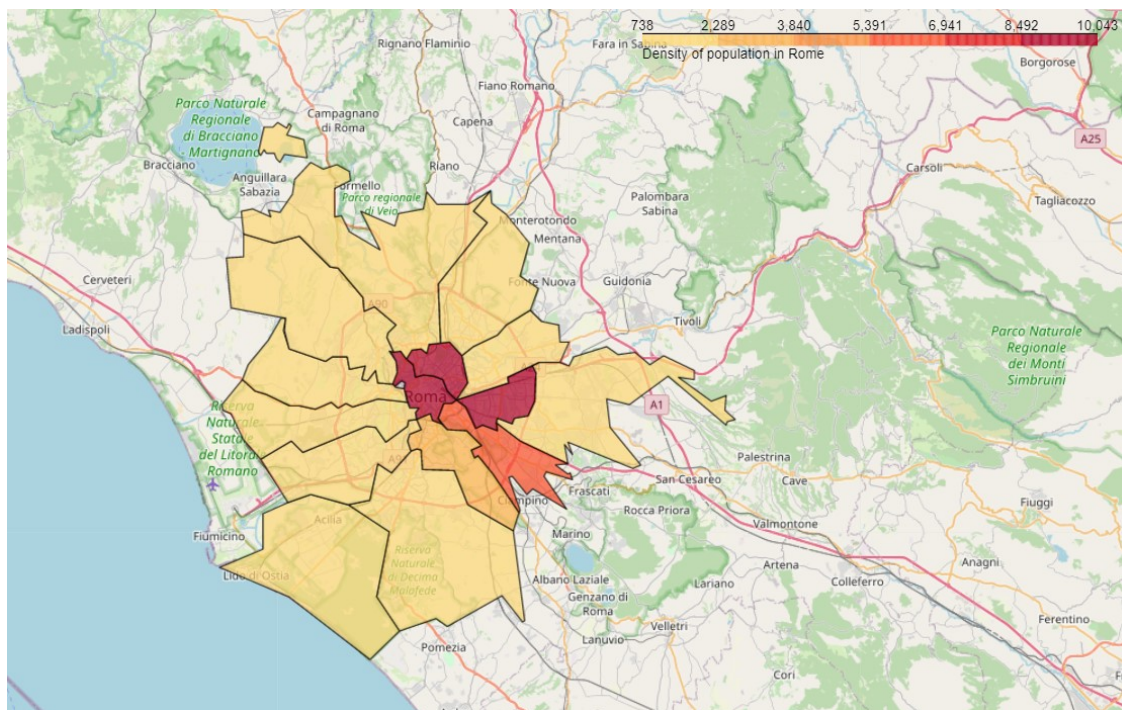 738 2,289 3,840 5,391 6,941 8,492 10,043
Density of population in Rome
Rignano Flaminio
Fara in Sabina
Borgorose
Fiano Romano
Parco Naturale
Regionale
di Bracciano
Martignano
Campagnano
di Roma
Capena
A25
Bracciano
Riano
Carsoli
Anguillara
Sabazia
Parco regionale
di Veio
Palombara
Sabina
Tagliacozzo
Monterotondo
Mentana
Cerveteri
Fonte Nuova
Guidonia
A90
Ladispoli
Tivoli
Parco Naturale
Regionale
dei Monti
Simbruini
Roma
A1
Riserva
Naturale
Statale
del Litorale
Romano
Palestrina
San Cesareo
Cave
Frascati
Ciampino
Rocca Priora
Fiuggi
Acilia
Valmontone
Fiumicino
Marino
Artena
Anagni
Lido di Ostia
Riserva
Naturale
di Decima
Malafede
Albano Laziale
Lariano
Colleferro
Genzano di
Roma
Ferentino
Velletri
Lanuvio
Pomezia
Cori